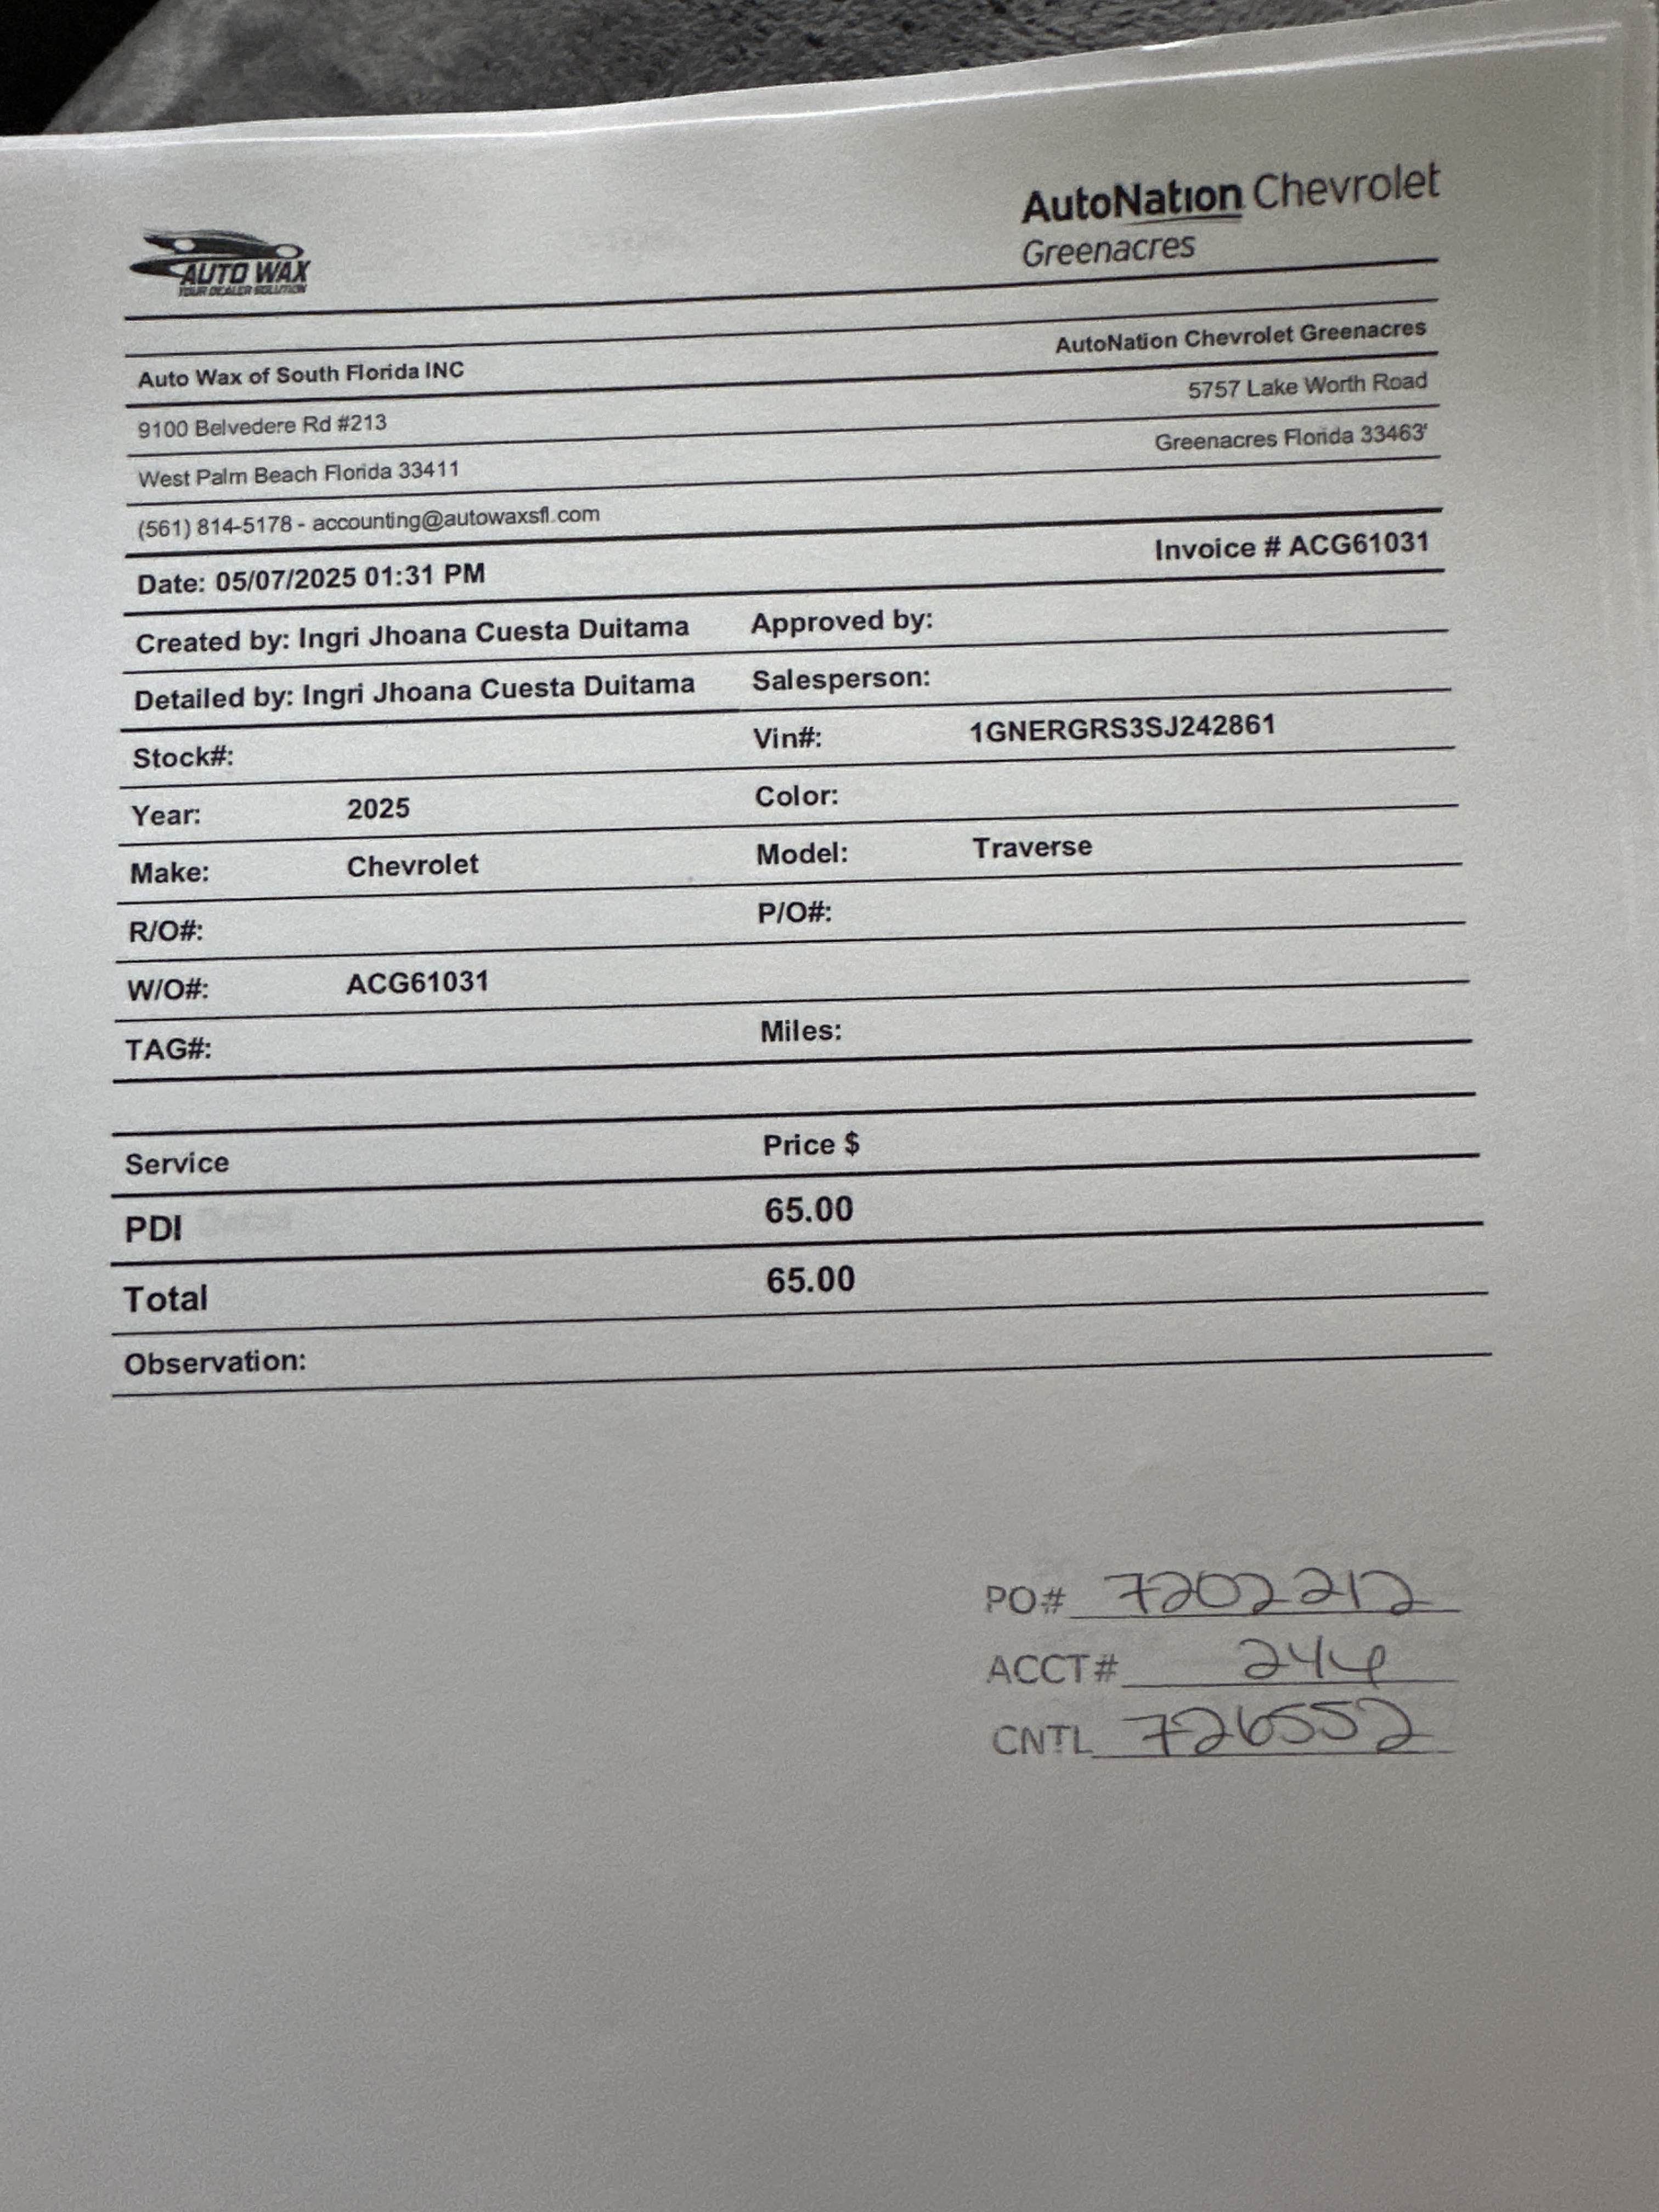 AutoNation Chevrolet
Greenacres
AUTO WAX
YOUR DEALER SOLUTION
Auto Wax of South Florida INC
AutoNation Chevrolet Greenacres
9100 Belvedere Rd #213
5757 Lake Worth Road
West Palm Beach Florida 33411
Greenacres Florida 33463'
(561) 814-5178 - accounting@autowaxsfl.com
Date: 05/07/2025 01:31 PM
Invoice # ACG61031
Created by: Ingri Jhoana Cuesta Duitama Approved by:
Detailed by: Ingri Jhoana Cuesta Duitama Salesperson:
Stock#: Vin#: 1GNERGRS3SJ242861
Year: 2025 Color:
Make: Chevrolet Model: Traverse
R/O#: P/O#:
W/O#: ACG61031
TAG#: Miles:
Service Price $
PDI 65.00
Total 65.00
Observation:
PO# 7202212
ACCT# 244
CNTL 726552